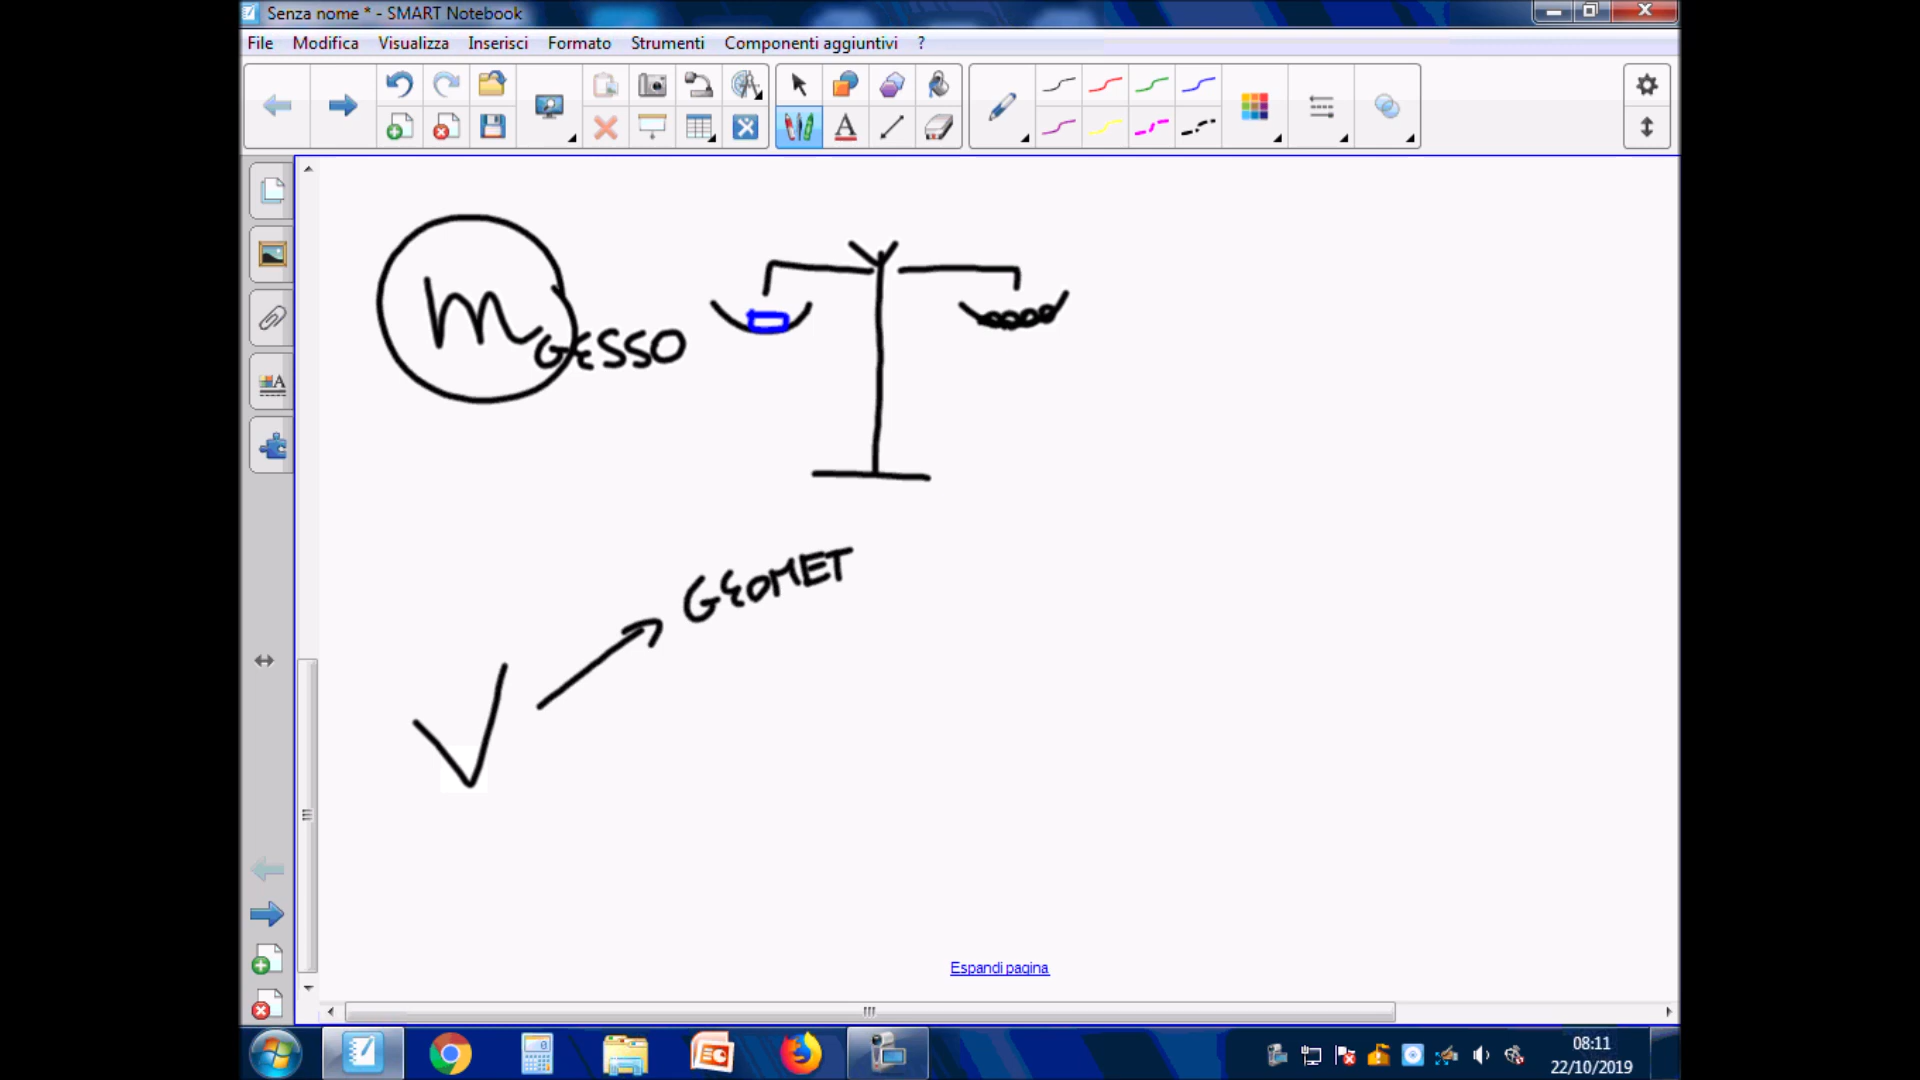 Senza nome * - SMART Notebook
File Modifica Visualizza Inserisci Formato Strumenti Componenti aggiuntivi ?
m GESSO
GEOMET
V
Espandi pagina
08:11
22/10/2019